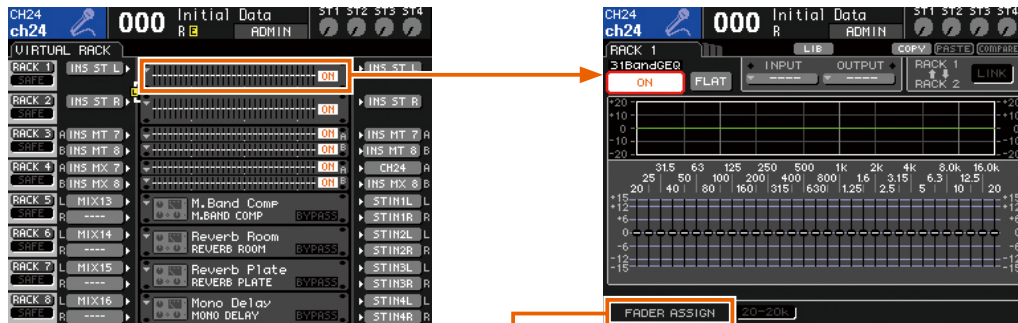 CH24
ch24
000
Initial Data
R E
ADMIN
ST1 ST2 ST3 ST4
VIRTUAL RACK
RACK 1
SAFE
INS ST L
ON
INS ST L
RACK 2
SAFE
INS ST R
ON
INS ST R
RACK 3
SAFE
A INS MT 7
ON A
INS MT 7 A
B INS MT 8
ON B
INS MT 8 B
RACK 4
SAFE
A INS MX 7
ON A
CH24 A
B INS MX 8
ON B
INS MX 8 B
RACK 5
SAFE
L MIX13
M.Band Comp
STIN1L L
R ----
M.BAND COMP
BYPASS
STIN1R R
RACK 6
SAFE
L MIX14
Reverb Room
STIN2L L
R ----
REVERB ROOM
BYPASS
STIN2R R
RACK 7
SAFE
L MIX15
Reverb Plate
STIN3L L
R ----
REVERB PLATE
BYPASS
STIN3R R
RACK 8
SAFE
L MIX16
Mono Delay
STIN4L L
R ----
MONO DELAY
BYPASS
STIN4R R
CH24
ch24
000
Initial Data
R
ADMIN
ST1 ST2 ST3 ST4
RACK 1
LIB
COPY PASTE COMPARE
31BandGEQ
ON
FLAT
INPUT
----
OUTPUT
----
RACK 1
RACK 2
LINK
+20
+10
0
-10
-20
31.5 63 125 250 500 1k 2k 4k 8.0k 16.0k
25 50 100 200 400 800 1.6 3.15 6.3 12.5
20 40 80 160 315 630 1.25 2.5 5 10 20
+15
+12
+6
0
-6
-12
-15
FADER ASSIGN
20-20k